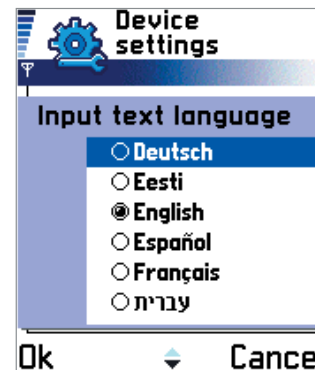 Device
settings
Input text language
Deutsch
Eesti
English
Español
Français
עברית
Ok Cance